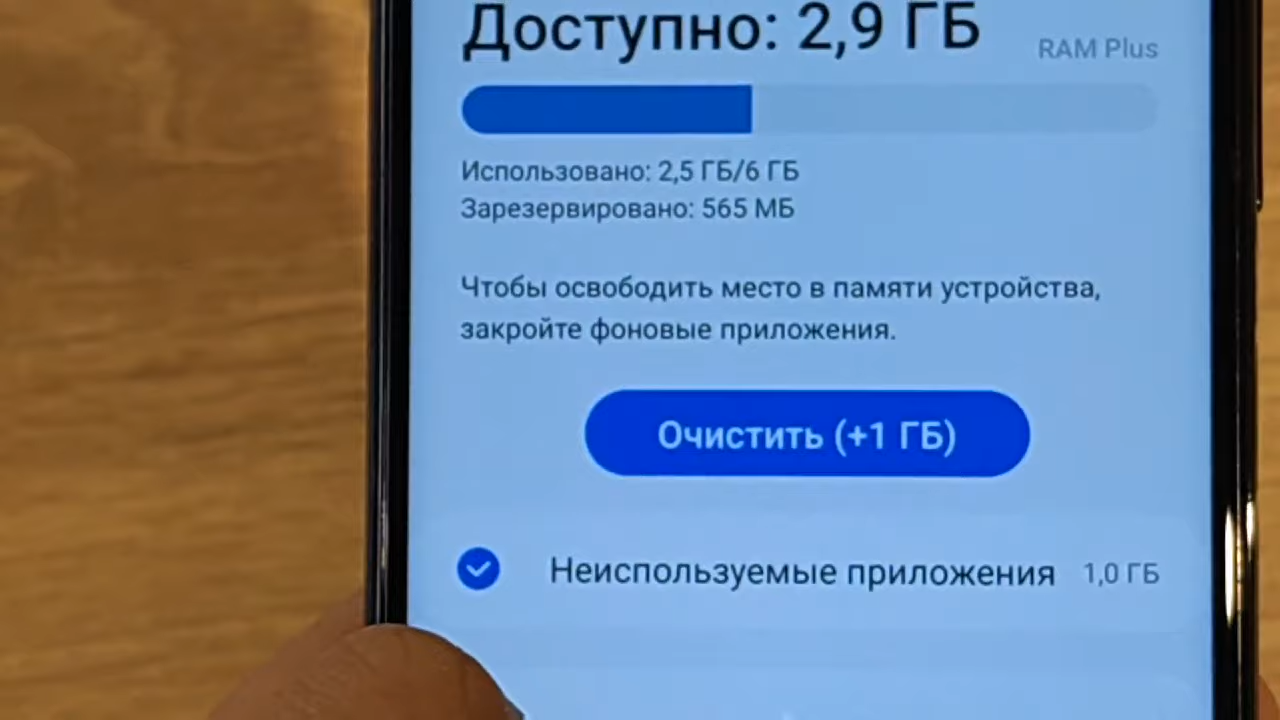 Доступно: 2,9 ГБ
RAM Plus
Использовано: 2,5 ГБ/6 ГБ
Зарезервировано: 565 МБ
Чтобы освободить место в памяти устройства,
закройте фоновые приложения.
Очистить (+1 ГБ)
Неиспользуемые приложения 1,0 ГБ